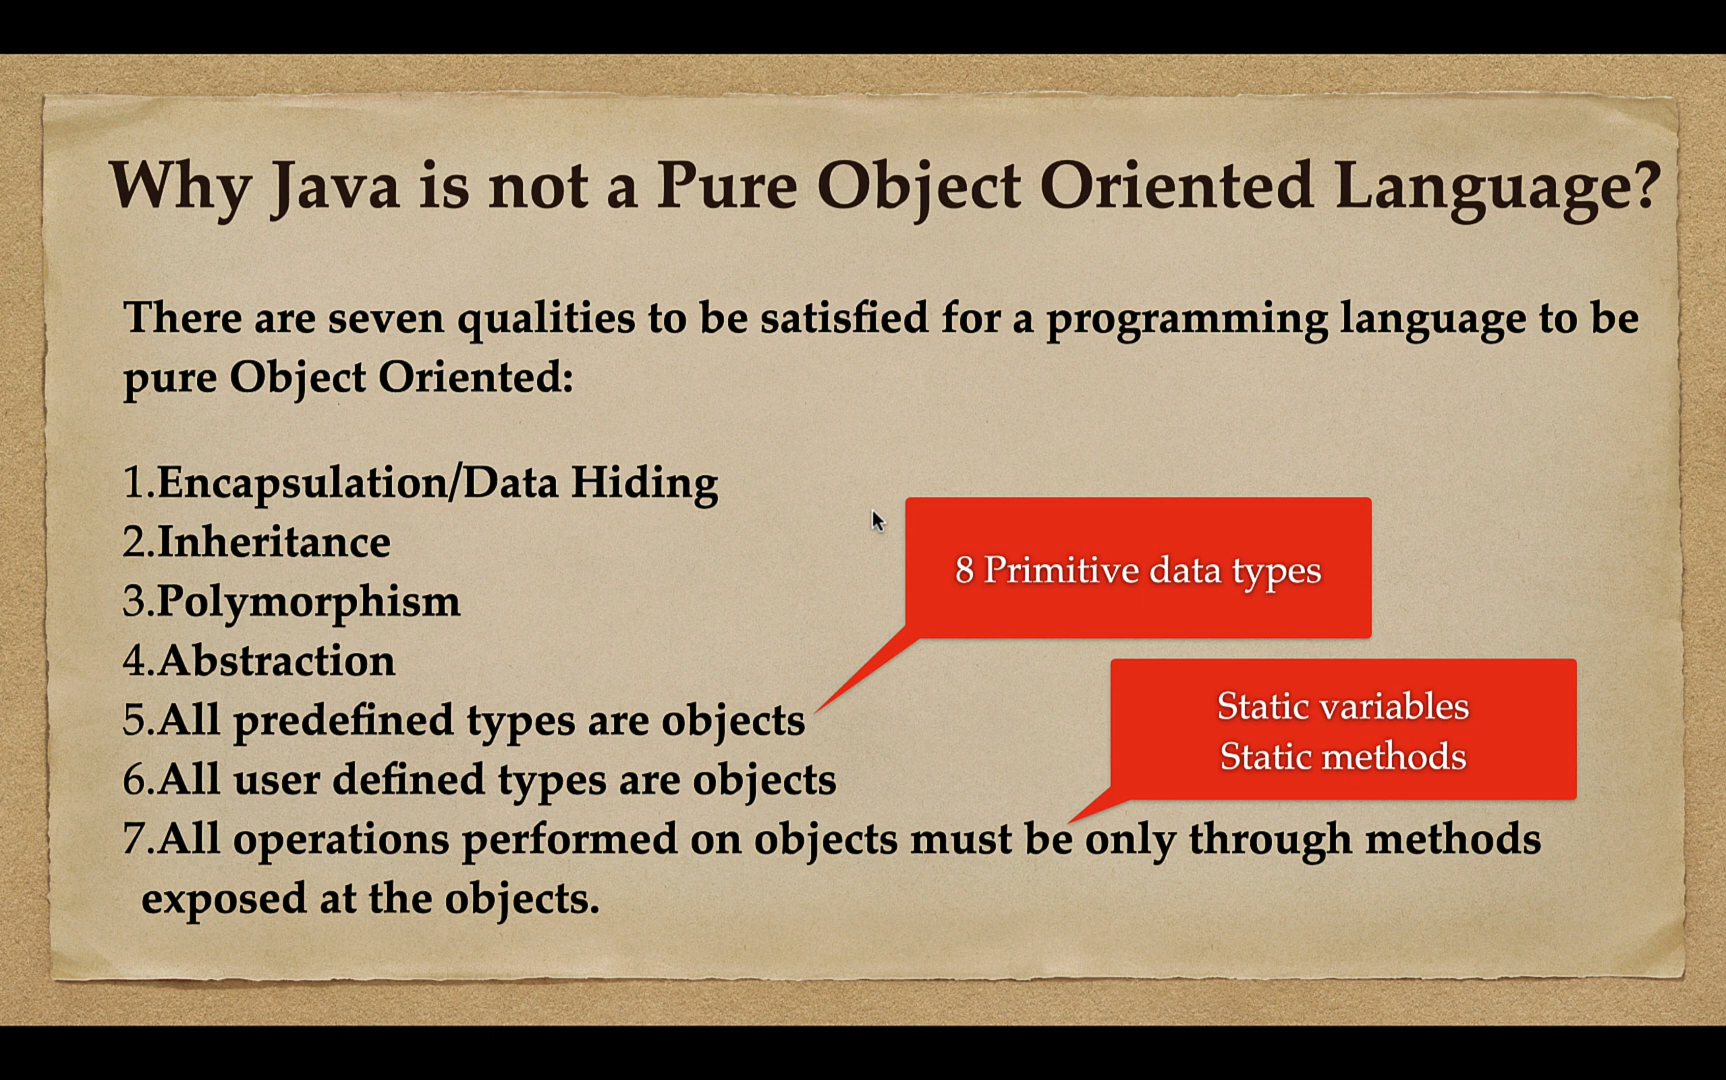 Why Java is not a Pure Object Oriented Language?
There are seven qualities to be satisfied for a programming language to be
pure Object Oriented:
1.Encapsulation/Data Hiding
2.Inheritance
3.Polymorphism
4.Abstraction
8 Primitive data types
5.All predefined types are objects
Static variables
Static methods
6.All user defined types are objects
7.All operations performed on objects must be only through methods
exposed at the objects.